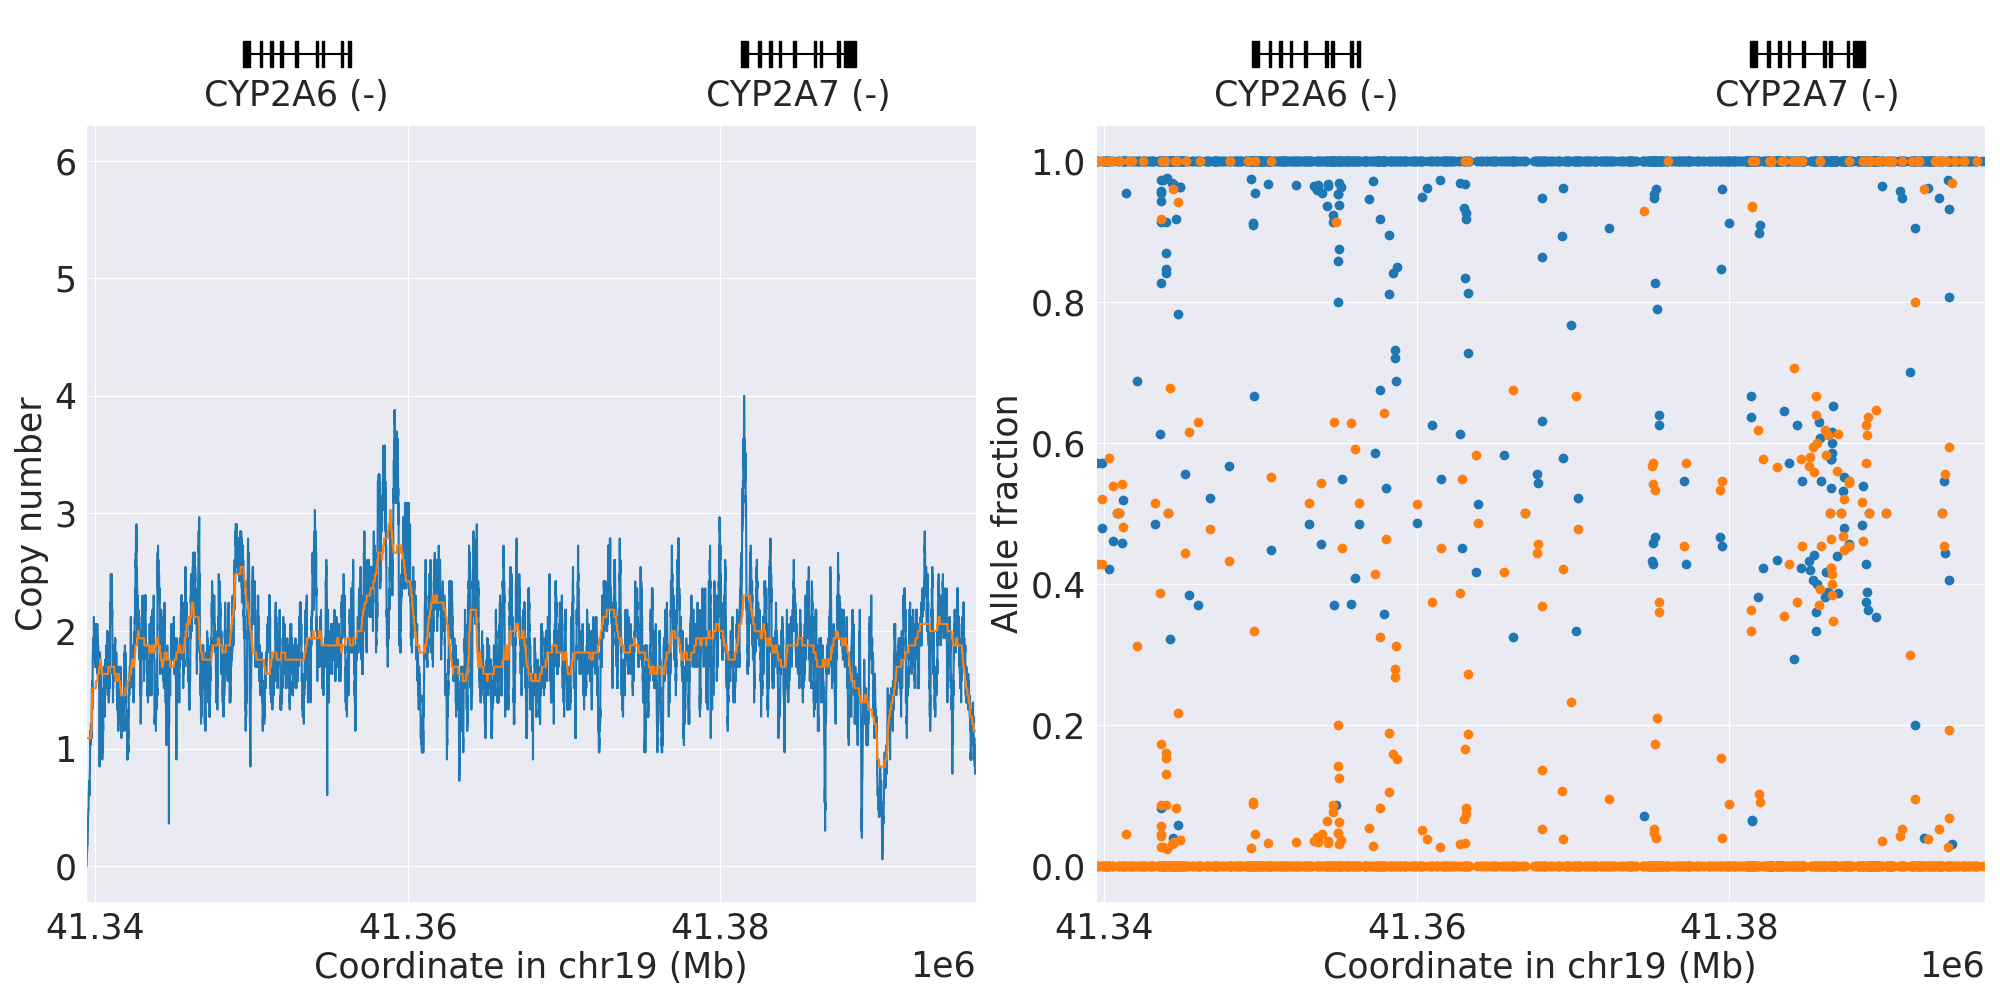 CYP2A6 (-)
CYP2A7 (-)
6
5
4
3
2
1
0
Copy number
41.34
41.36
41.38
Coordinate in chr19 (Mb)
1e6
CYP2A6 (-)
CYP2A7 (-)
1.0
0.8
0.6
0.4
0.2
0.0
Allele fraction
41.34
41.36
41.38
Coordinate in chr19 (Mb)
1e6